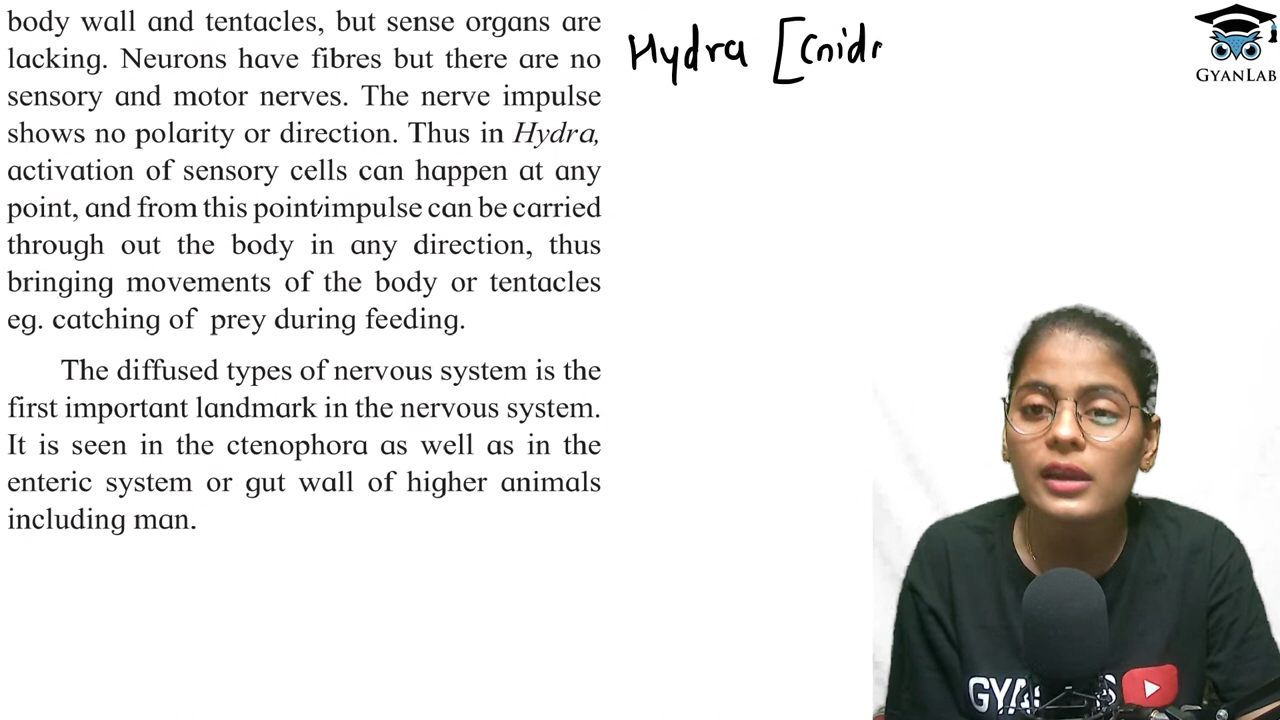 body wall and tentacles, but sense organs are
lacking. Neurons have fibres but there are no
sensory and motor nerves. The nerve impulse
shows no polarity or direction. Thus in Hydra,
activation of sensory cells can happen at any
point, and from this point impulse can be carried
through out the body in any direction, thus
bringing movements of the body or tentacles
eg. catching of prey during feeding.
The diffused types of nervous system is the
first important landmark in the nervous system.
It is seen in the ctenophora as well as in the
enteric system or gut wall of higher animals
including man.
Hydra [Cnid
GYANLAB